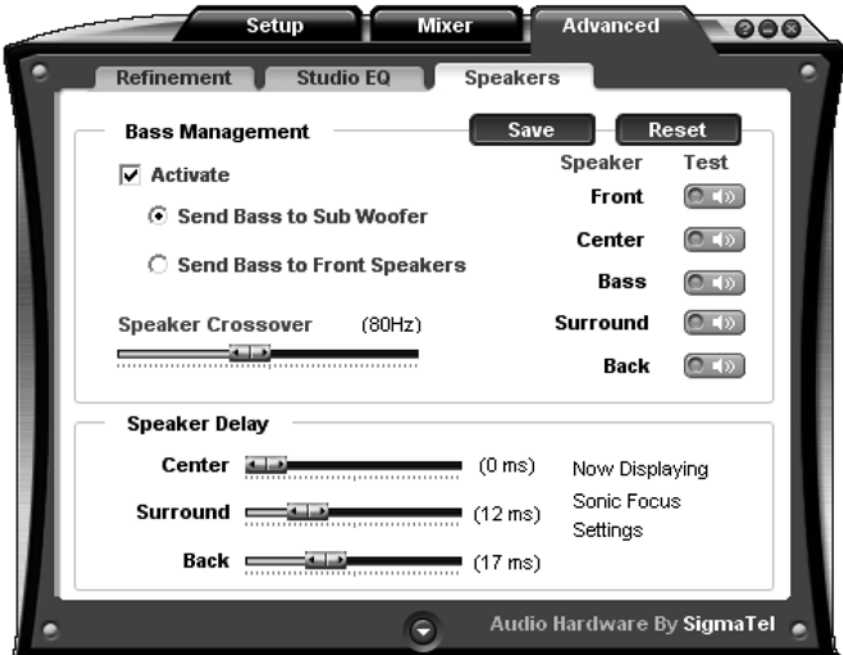 Setup Mixer Advanced
Refinement Studio EQ Speakers
Bass Management Save Reset
Activate
Send Bass to Sub Woofer
Send Bass to Front Speakers
Speaker Crossover (80Hz)
Speaker Test
Front
Center
Bass
Surround
Back
Speaker Delay
Center (0 ms)
Surround (12 ms)
Back (17 ms)
Now Displaying
Sonic Focus
Settings
Audio Hardware By SigmaTel